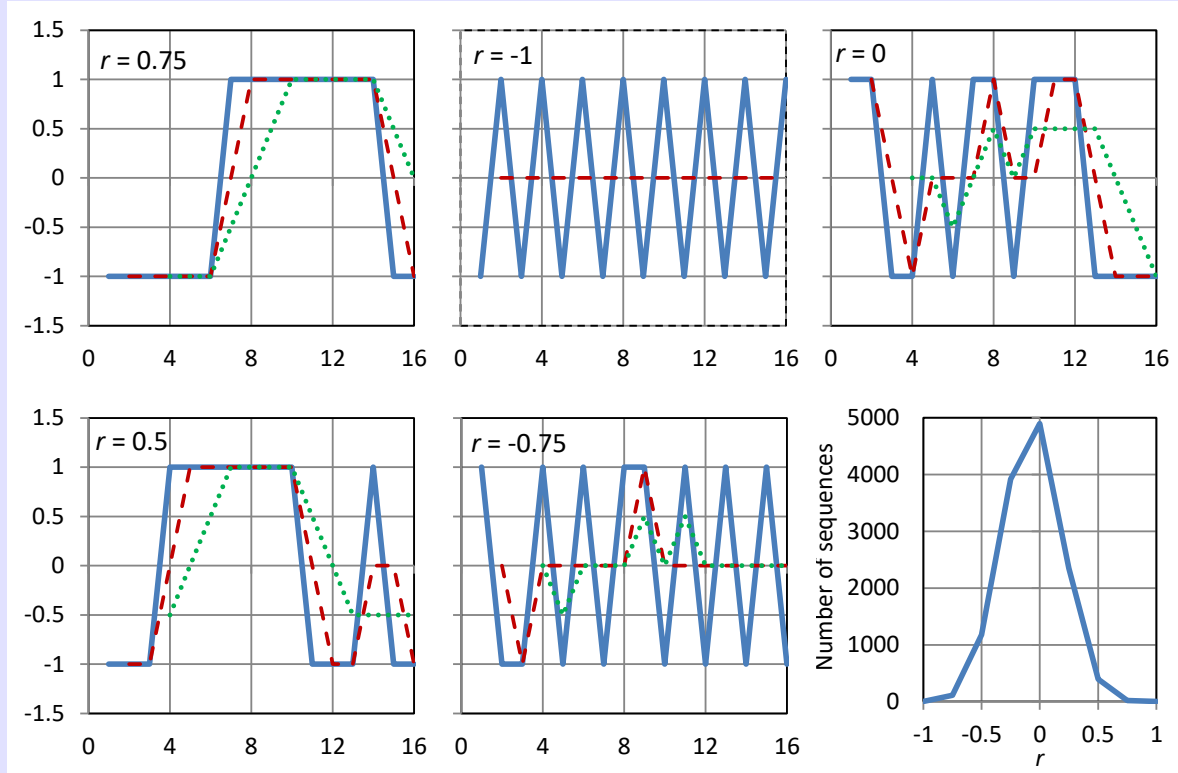 r = 0.75
1.5
1
0.5
0
-0.5
-1
-1.5
0 4 8 12 16
r = -1
0 4 8 12 16
r = 0
0 4 8 12 16
r = 0.5
1.5
1
0.5
0
-0.5
-1
-1.5
0 4 8 12 16
r = -0.75
0 4 8 12 16
Number of sequences
5000
4000
3000
2000
1000
0
-1 -0.5 0 0.5 1
r